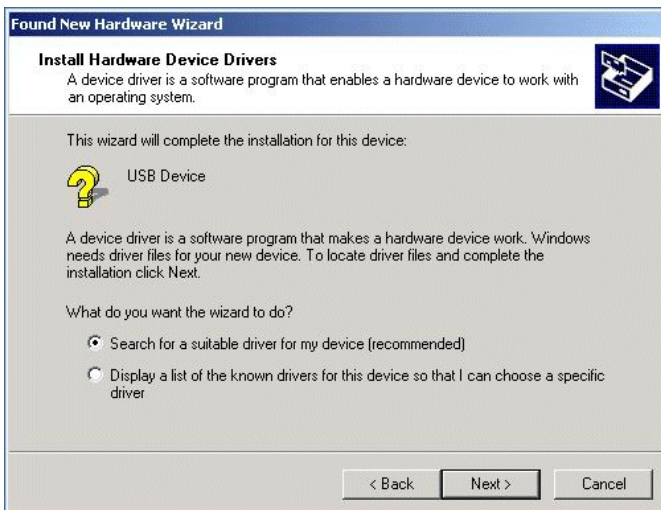 Found New Hardware Wizard
Install Hardware Device Drivers
A device driver is a software program that enables a hardware device to work with
an operating system.
This wizard will complete the installation for this device:
USB Device
A device driver is a software program that makes a hardware device work. Windows
needs driver files for your new device. To locate driver files and complete the
installation click Next.
What do you want the wizard to do?
Search for a suitable driver for my device (recommended)
Display a list of the known drivers for this device so that I can choose a specific
driver
< Back Next > Cancel